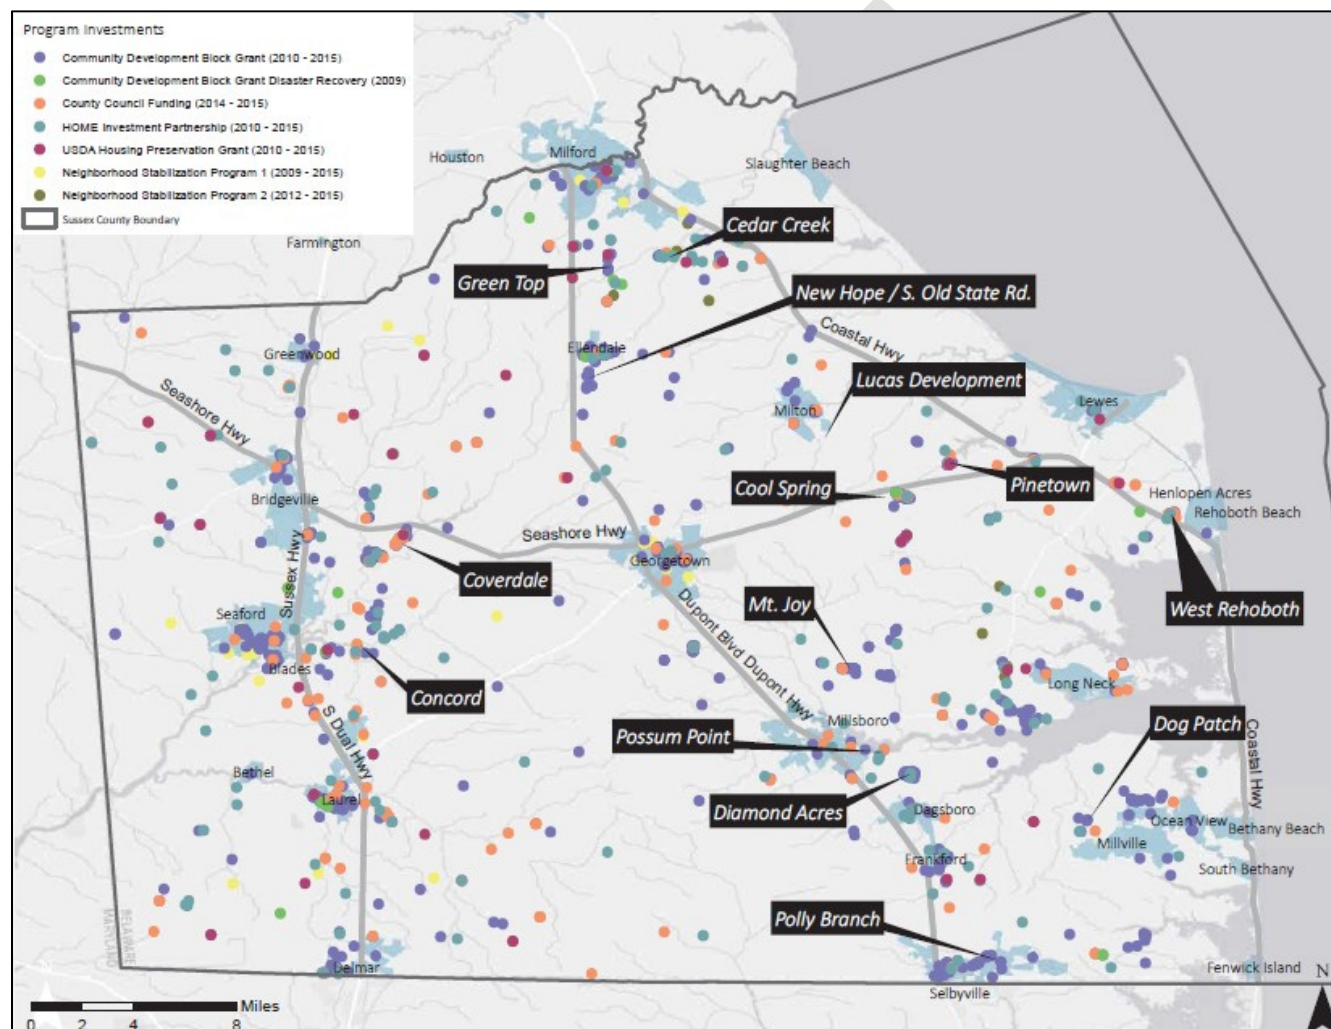 Program Investments
Community Development Block Grant (2010 - 2015)
Community Development Block Grant Disaster Recovery (2009)
County Council Funding (2014 - 2015)
HOME Investment Partnership (2010 - 2015)
USDA Housing Preservation Grant (2010 - 2015)
Neighborhood Stabilization Program 1 (2009 - 2015)
Neighborhood Stabilization Program 2 (2012 - 2015)
Sussex County Boundary
Houston
Milford
Slaughter Beach
Cedar Creek
Farmington
Green Top
New Hope / S. Old State Rd.
Coastal Hwy
Greenwood
Ellendale
Lucas Development
Seashore Hwy
Milton
Lewes
Cool Spring
Pinetown
Bridgeville
Henlopen Acres
Rehoboth Beach
Seashore Hwy
Georgetown
Sussex Hwy
Coverdale
Mt. Joy
West Rehoboth
Seaford
Dupont Blvd
Dupont Hwy
Blades
Concord
Long Neck
S Dual Hwy
Possum Point
Millsboro
Dog Patch
Coastal Hwy
Bethel
Laurel
Diamond Acres
Dagsboro
Ocean View
Bethany Beach
Millville
Frankford
South Bethany
Polly Branch
DELAWARE
MARYLAND
Delmar
Selbyville
Fenwick Island
N
Miles
0 2 4 8